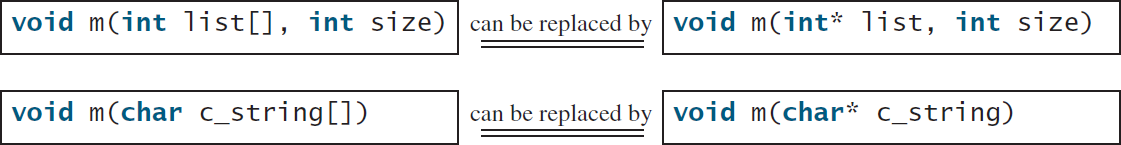 void m(int list[], int size) can be replaced by void m(int* list, int size)
void m(char c_string[]) can be replaced by void m(char* c_string)